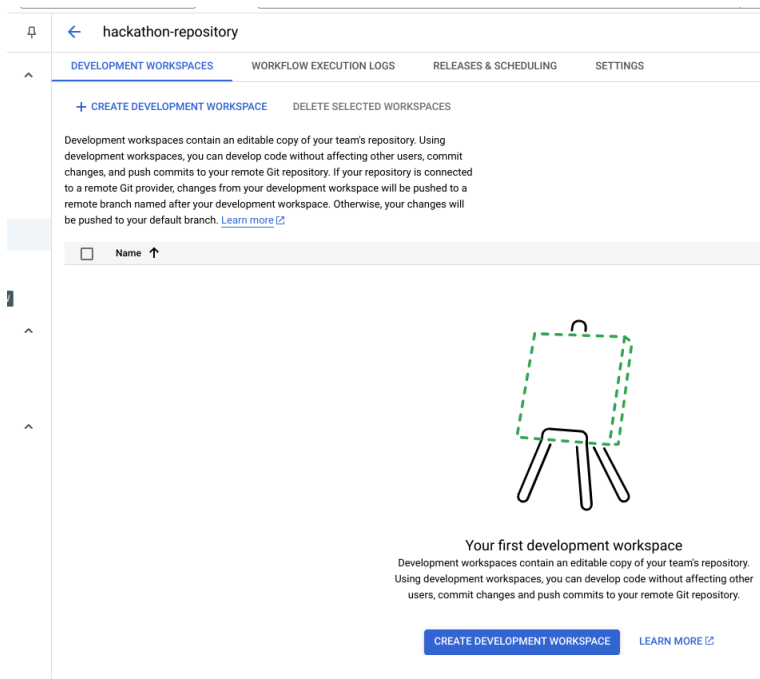 hackathon-repository
DEVELOPMENT WORKSPACES WORKFLOW EXECUTION LOGS RELEASES & SCHEDULING SETTINGS
CREATE DEVELOPMENT WORKSPACE DELETE SELECTED WORKSPACES
Development workspaces contain an editable copy of your team's repository. Using
development workspaces, you can develop code without affecting other users, commit
changes, and push commits to your remote Git repository. If your repository is connected
to a remote Git provider, changes from your development workspace will be pushed to a
remote branch named after your development workspace. Otherwise, your changes will
be pushed to your default branch. Learn more
Name
Your first development workspace
Development workspaces contain an editable copy of your team's repository.
Using development workspaces, you can develop code without affecting other
users, commit changes and push commits to your remote Git repository.
CREATE DEVELOPMENT WORKSPACE LEARN MORE